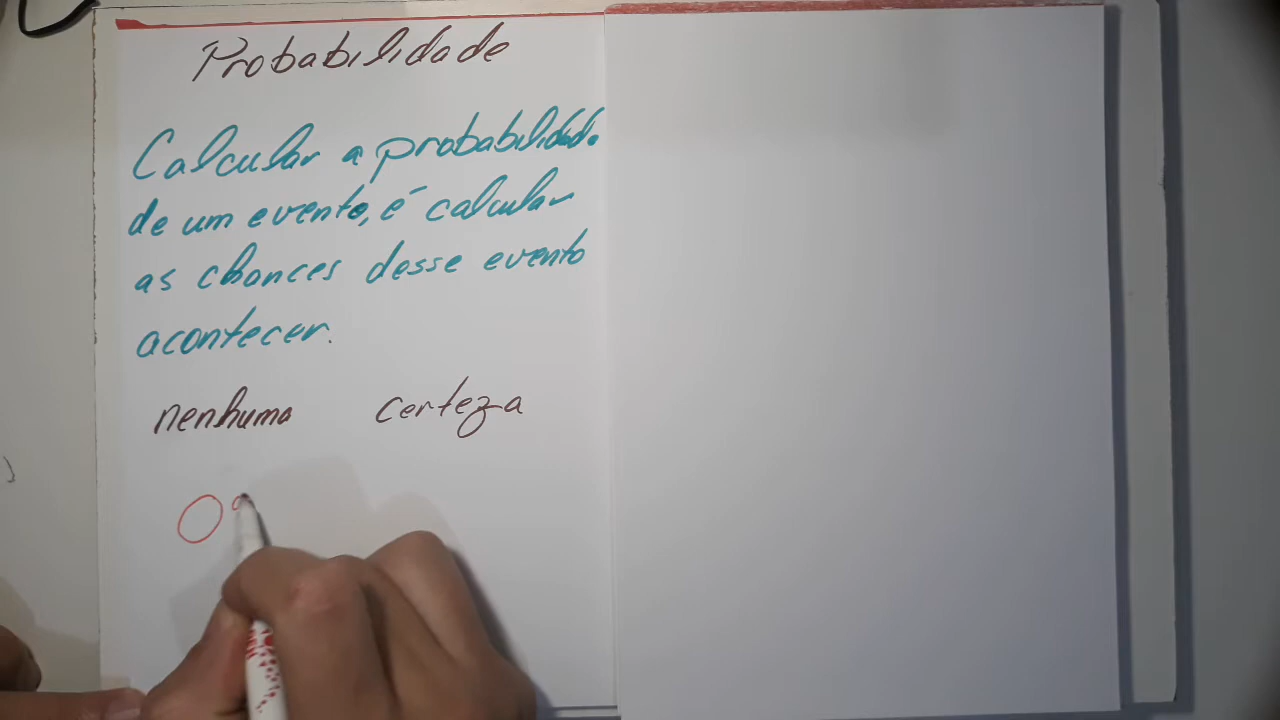 Probabilidade
Calcular a probabilidade
de um evento, é calcular
as chances desse evento
acontecer.
nenhuma certeza
0